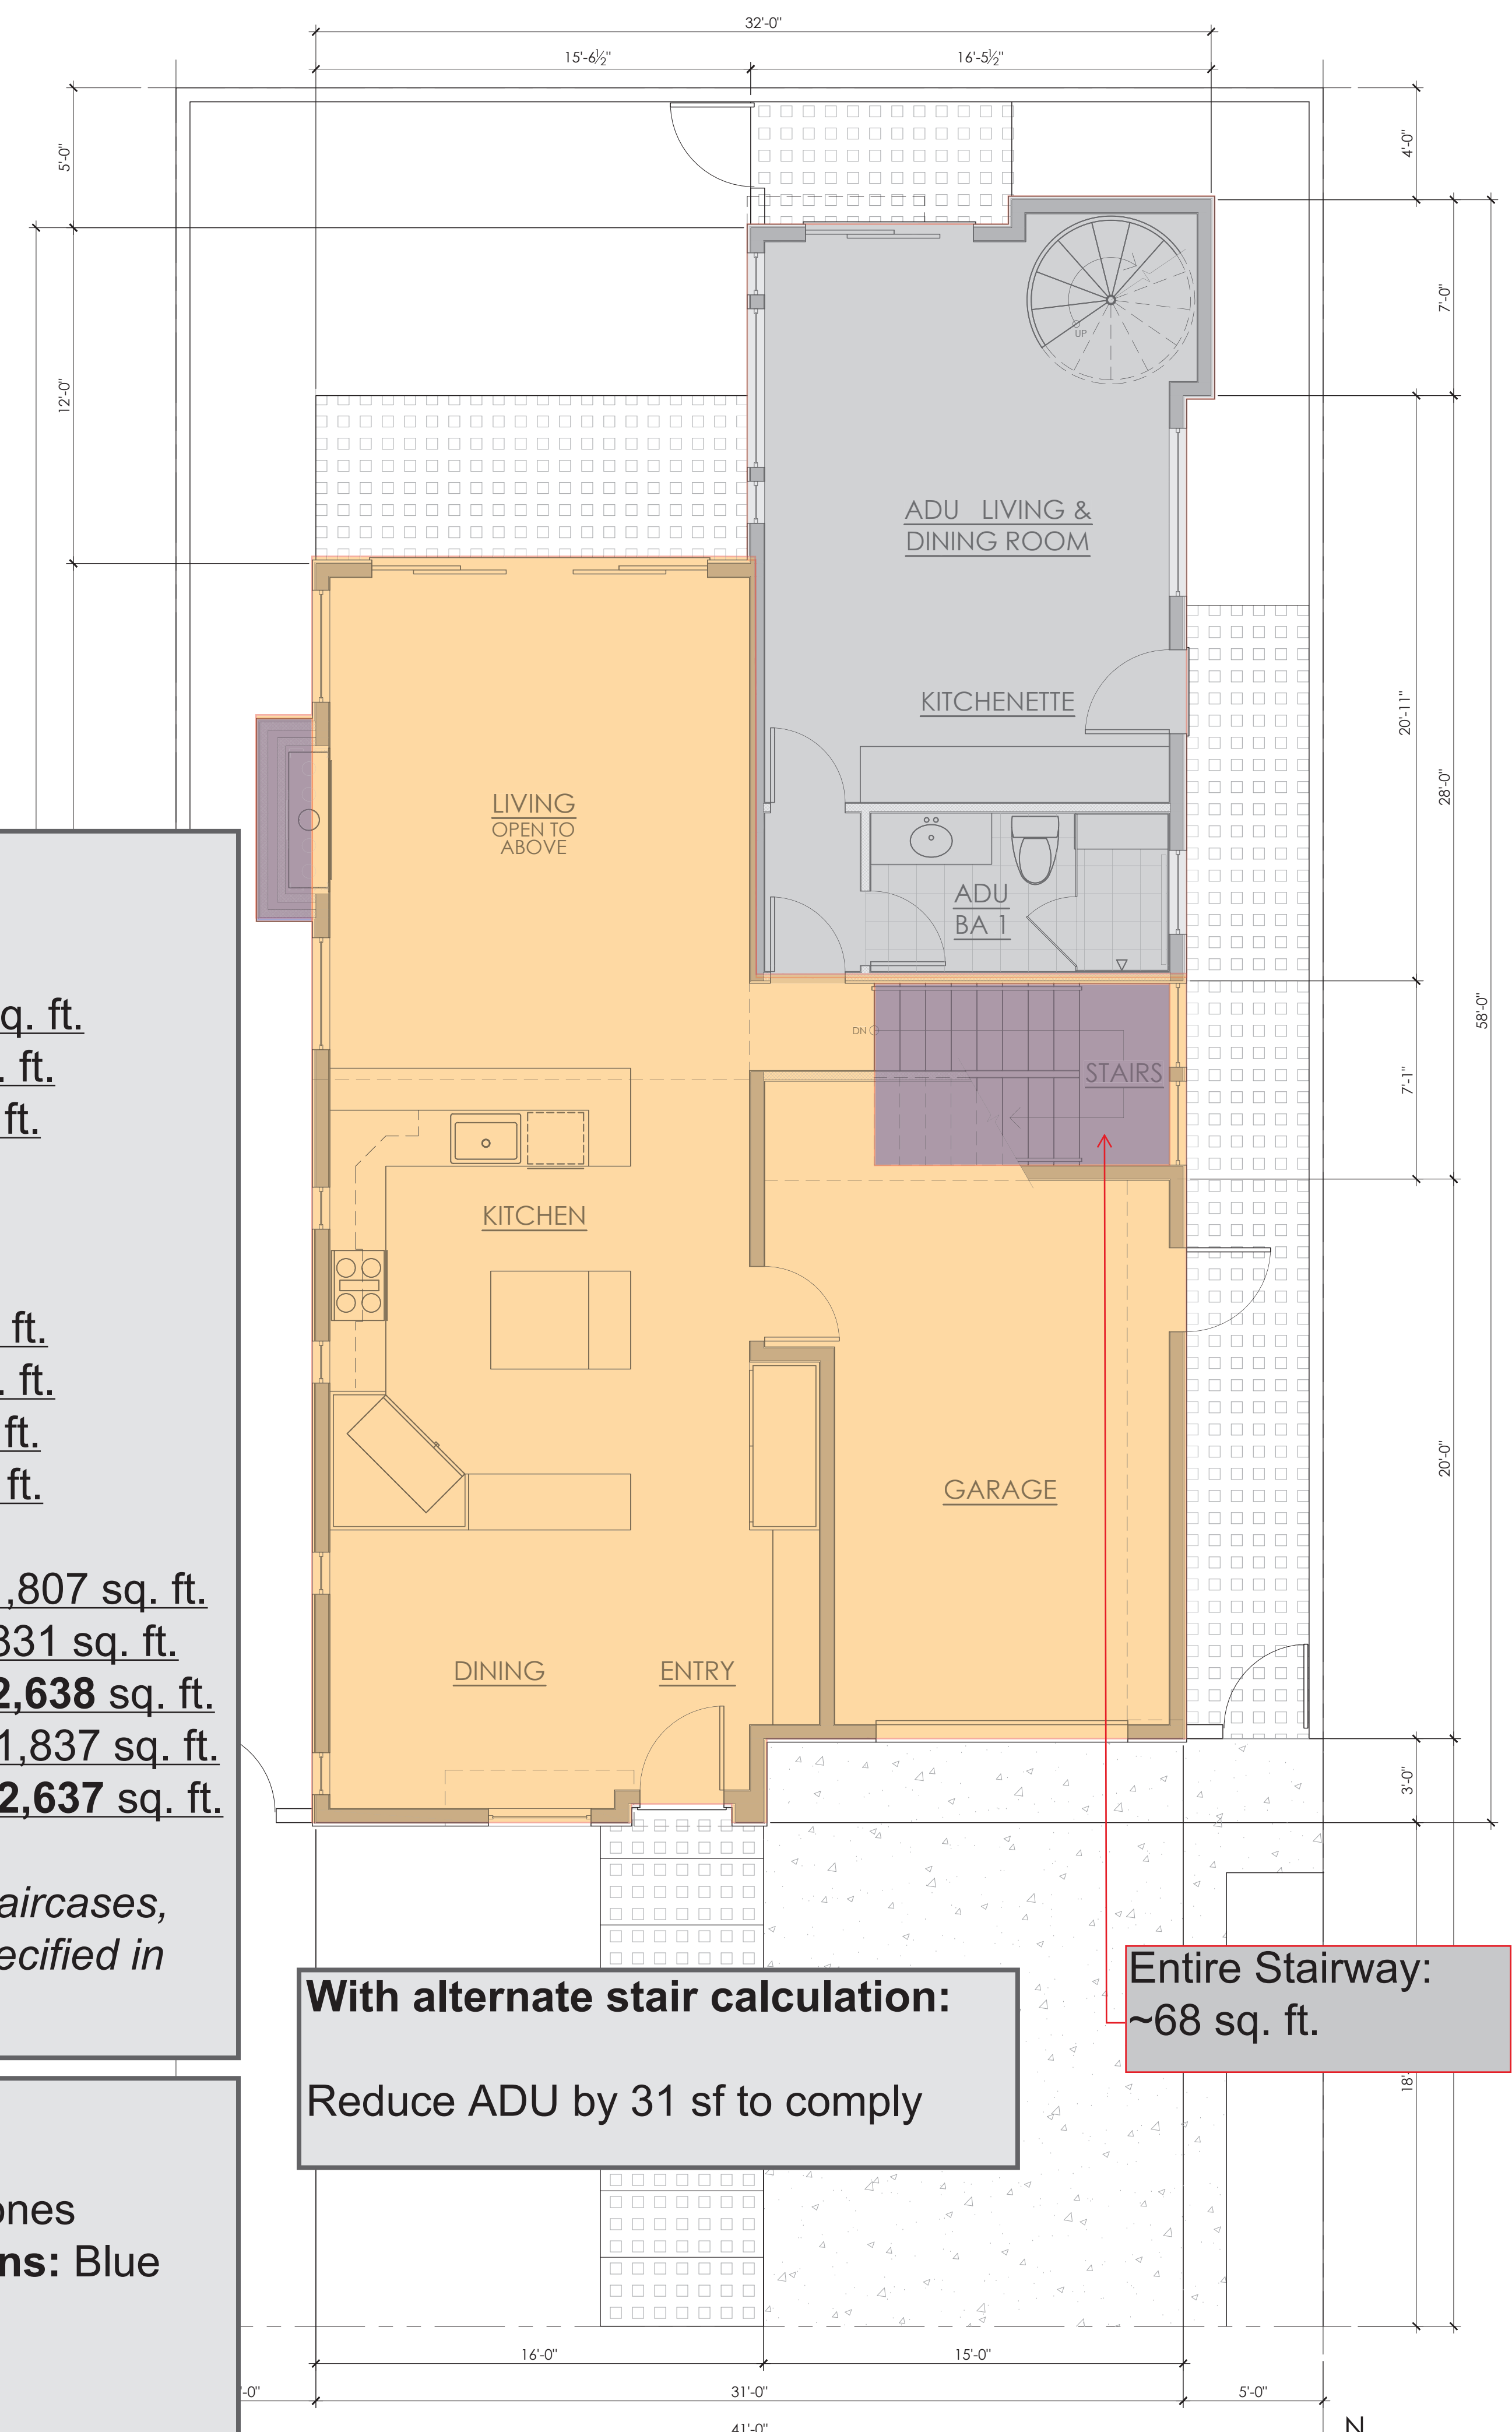 32'-0"
15'-6½"
16'-5½"
5'-0"
4'-0"
7'-0"
12'-0"
UP
ADU LIVING &
DINING ROOM
KITCHENETTE
20'-11"
28'-0"
LIVING
OPEN TO
ABOVE
ADU
BA 1
58'-0"
DN
STAIRS
7'-1"
KITCHEN
GARAGE
20'-0"
DINING
ENTRY
3'-0"
q. ft.
. ft.
ft.
ft.
. ft.
ft.
ft.
,807 sq. ft.
831 sq. ft.
2,638 sq. ft.
1,837 sq. ft.
2,637 sq. ft.
aircases,
ecified in
With alternate stair calculation:
Reduce ADU by 31 sf to comply
Entire Stairway:
~68 sq. ft.
18'-
ones
ns: Blue
16'-0"
15'-0"
'-0"
31'-0"
5'-0"
41'-0"
N